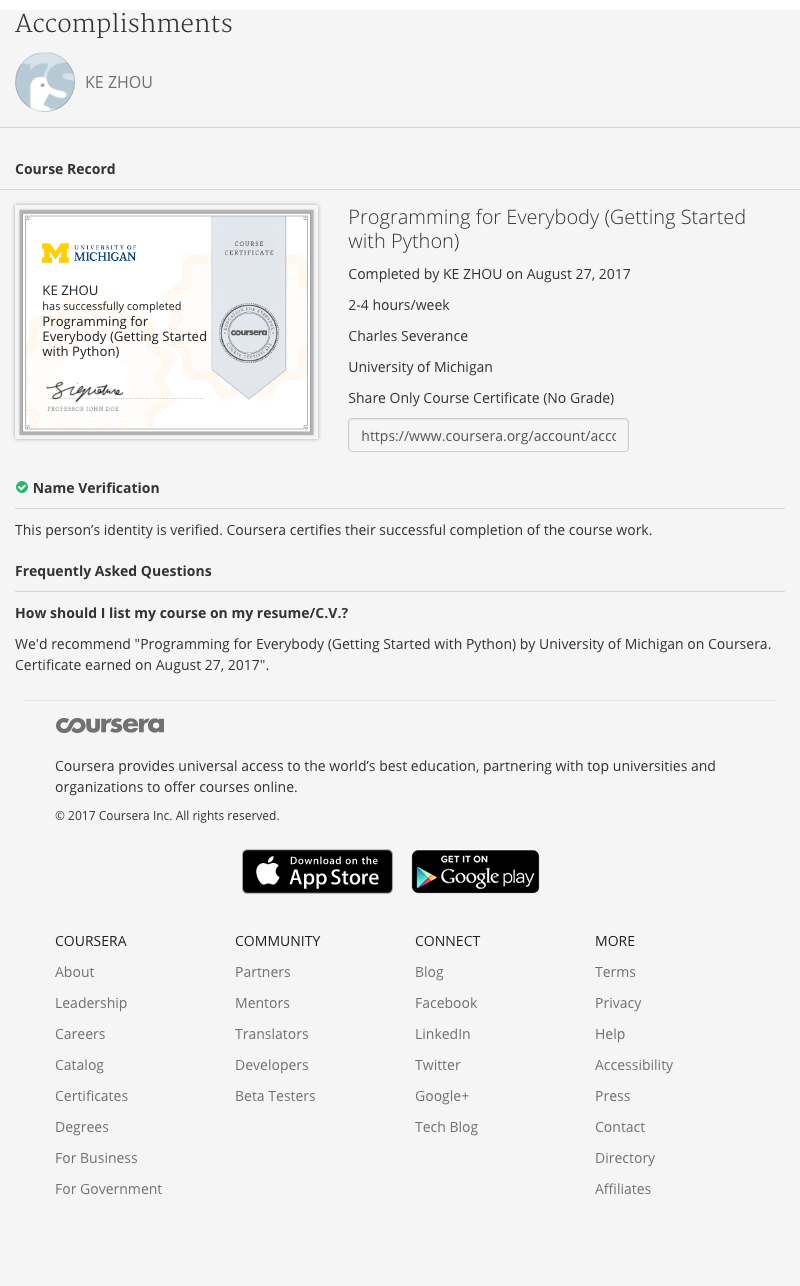 Accomplishments
KE ZHOU
Course Record
UNIVERSITY OF
MICHIGAN
KE ZHOU
has successfully completed
Programming for
Everybody (Getting Started
with Python)
Signature
PROFESSOR JOHN DOE
COURSE
CERTIFICATE
EDUCATION FOR EVERYONE
coursera
COURSE CERTIFICATE
Programming for Everybody (Getting Started
with Python)
Completed by KE ZHOU on August 27, 2017
2-4 hours/week
Charles Severance
University of Michigan
Share Only Course Certificate (No Grade)
https://www.coursera.org/account/acco
Name Verification
This person’s identity is verified. Coursera certifies their successful completion of the course work.
Frequently Asked Questions
How should I list my course on my resume/C.V.?
We'd recommend "Programming for Everybody (Getting Started with Python) by University of Michigan on Coursera.
Certificate earned on August 27, 2017".
coursera
Coursera provides universal access to the world’s best education, partnering with top universities and
organizations to offer courses online.
© 2017 Coursera Inc. All rights reserved.
Download on the
App Store
GET IT ON
Google play
COURSERA
About
Leadership
Careers
Catalog
Certificates
Degrees
For Business
For Government
COMMUNITY
Partners
Mentors
Translators
Developers
Beta Testers
CONNECT
Blog
Facebook
LinkedIn
Twitter
Google+
Tech Blog
MORE
Terms
Privacy
Help
Accessibility
Press
Contact
Directory
Affiliates